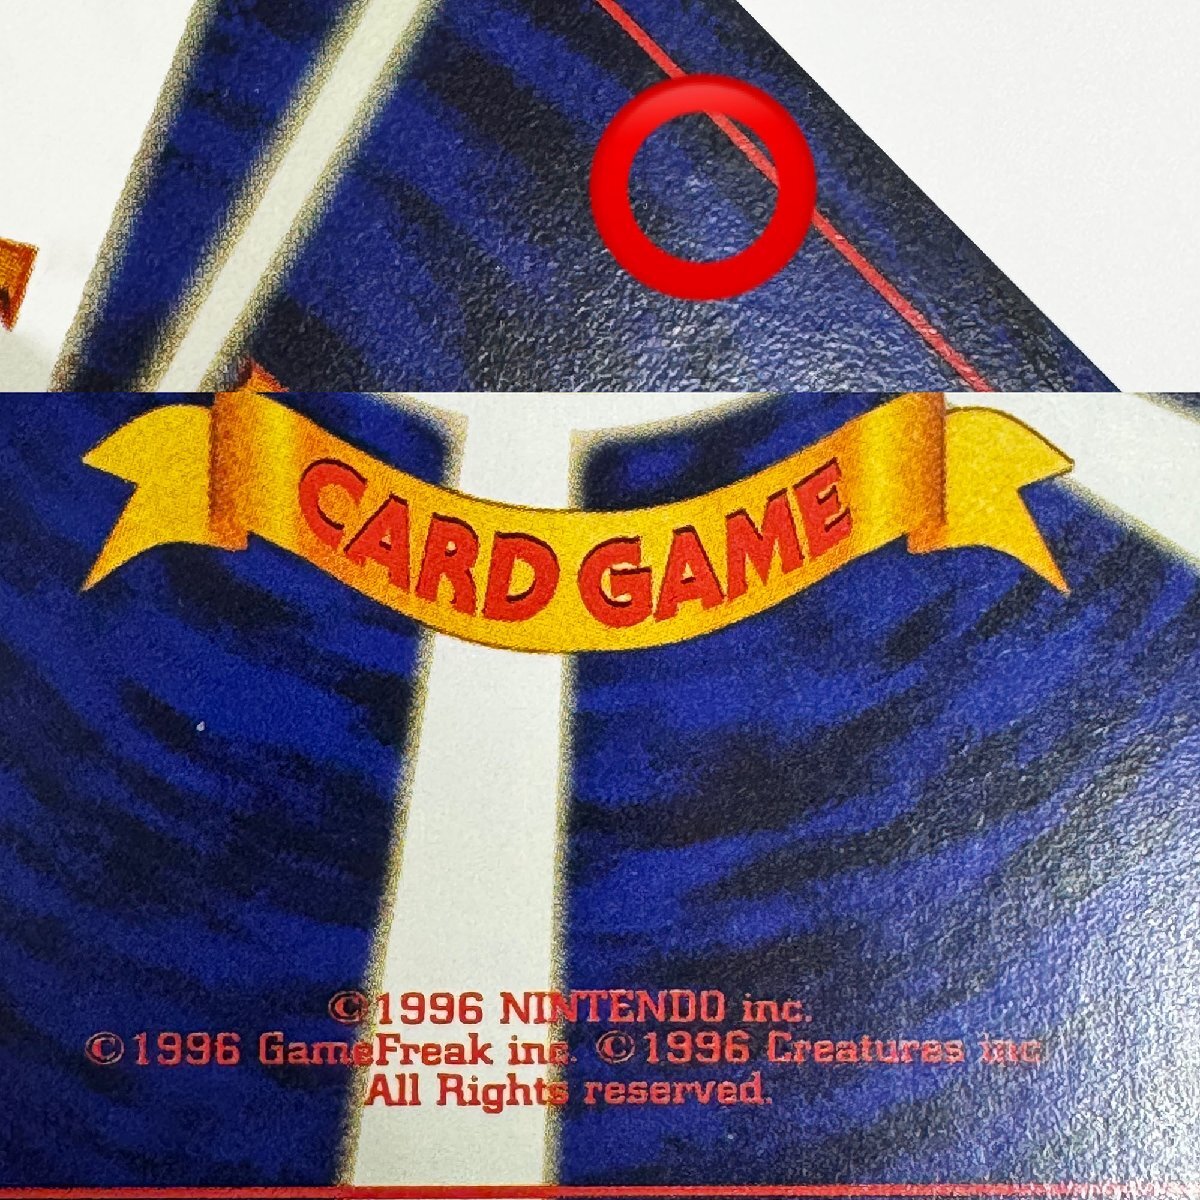 CARD GAME
©1996 NINTENDO inc.
©1996 GameFreak inc. ©1996 Creatures inc
All Rights reserved.